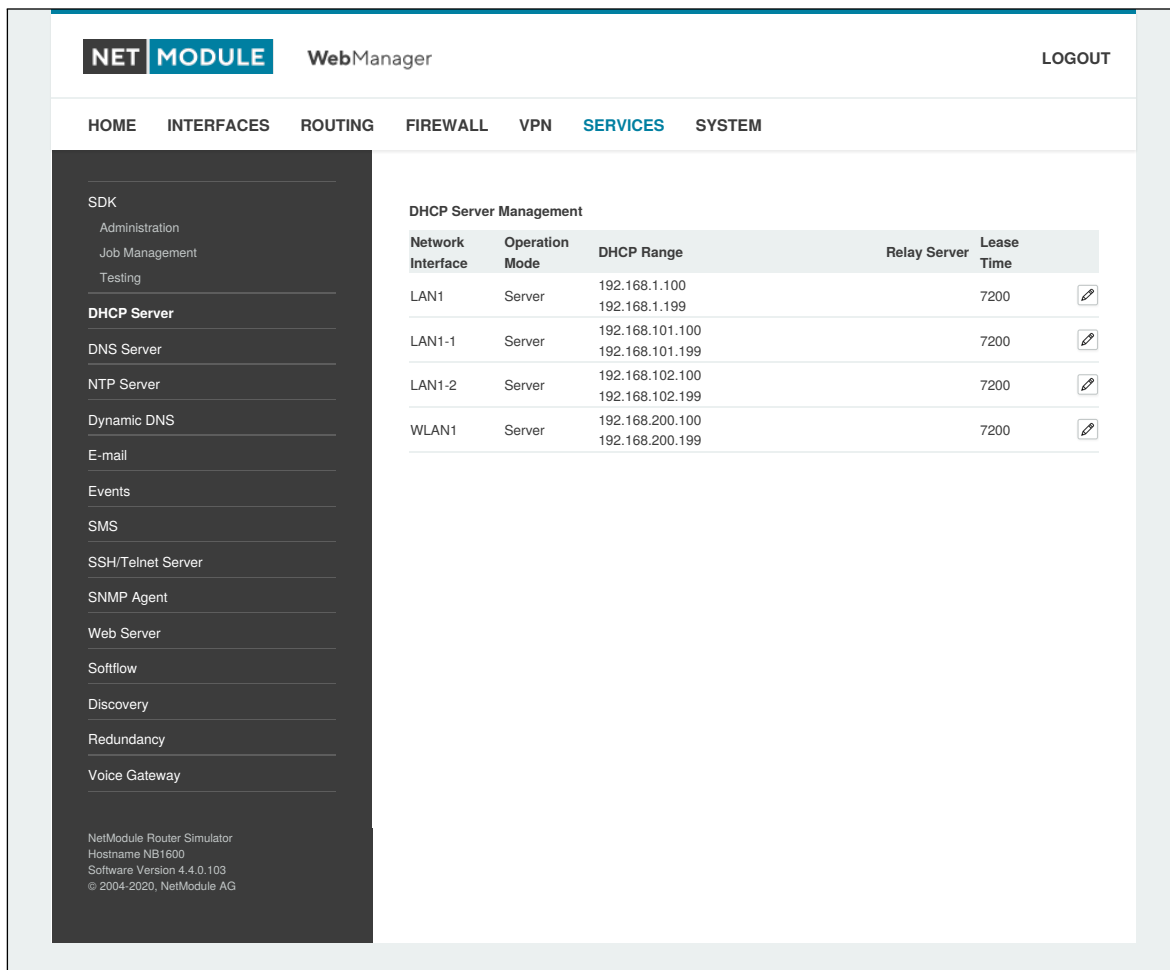 NET MODULE WebManager LOGOUT
HOME INTERFACES ROUTING FIREWALL VPN SERVICES SYSTEM
SDK
Administration
Job Management
Testing
DHCP Server
DNS Server
NTP Server
Dynamic DNS
E-mail
Events
SMS
SSH/Telnet Server
SNMP Agent
Web Server
Softflow
Discovery
Redundancy
Voice Gateway
NetModule Router Simulator
Hostname NB1600
Software Version 4.4.0.103
© 2004-2020, NetModule AG
DHCP Server Management
Network Operation DHCP Range Relay Server Lease
Interface Mode Time
LAN1 Server 192.168.1.100 7200
192.168.1.199
LAN1-1 Server 192.168.101.100 7200
192.168.101.199
LAN1-2 Server 192.168.102.100 7200
192.168.102.199
WLAN1 Server 192.168.200.100 7200
192.168.200.199